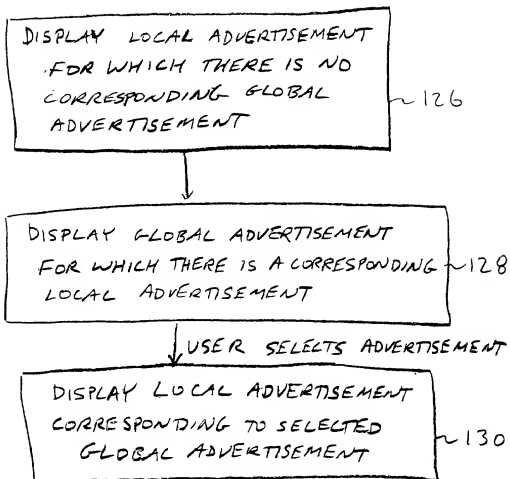 DISPLAY LOCAL ADVERTISEMENT
FOR WHICH THERE IS NO
CORRESPONDING GLOBAL
ADVERTISEMENT
126
DISPLAY GLOBAL ADVERTISEMENT
FOR WHICH THERE IS A CORRESPONDING
LOCAL ADVERTISEMENT
128
USER SELECTS ADVERTISEMENT
DISPLAY LOCAL ADVERTISEMENT
CORRESPONDING TO SELECTED
GLOBAL ADVERTISEMENT
130